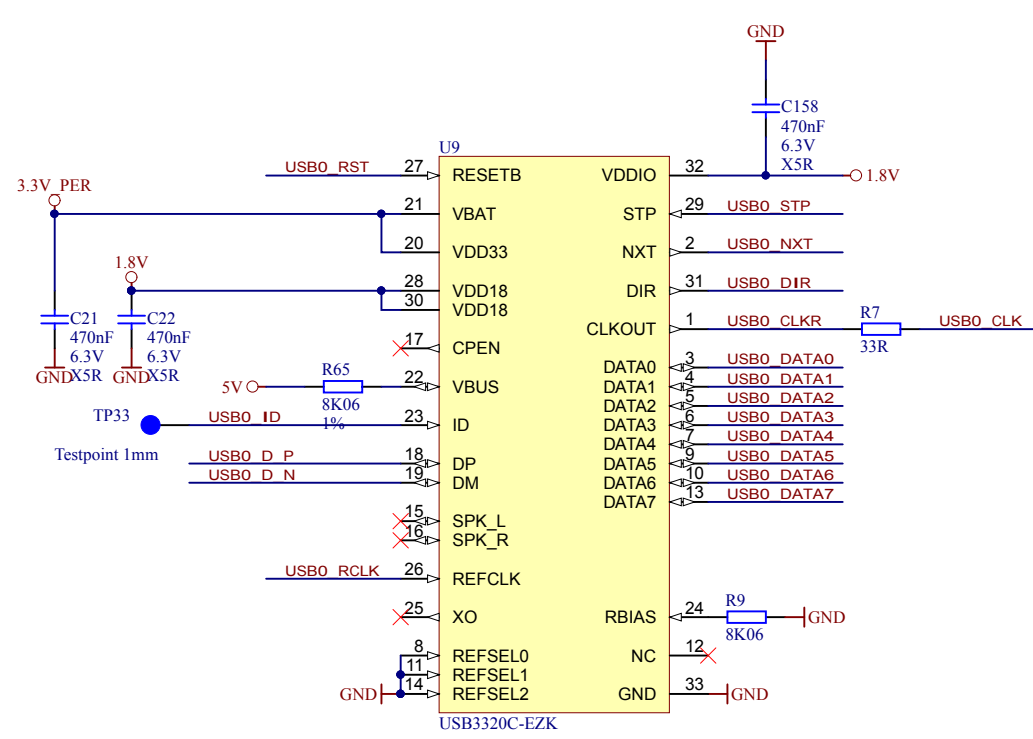 GND
C158
470nF
6.3V
X5R
U9
USB0_RST 27 RESETB
VDDIO 32 1.8V
3.3V_PER
21 VBAT
STP 29 USB0_STP
20 VDD33
NXT 2 USB0_NXT
1.8V
28 VDD18
DIR 31 USB0_DIR
30 VDD18
CLKOUT 1 USB0_CLKR
R7
33R
USB0_CLK
C21
470nF
6.3V
X5R
GND
C22
470nF
6.3V
X5R
GND
17 CPEN
DATA0 3 USB0_DATA0
5V
R65
8K06
1%
22 VBUS
DATA1 4 USB0_DATA1
DATA2 5 USB0_DATA2
TP33
Testpoint 1mm
USB0_ID 23 ID
DATA3 6 USB0_DATA3
DATA4 7 USB0_DATA4
USB0_D_P 18 DP
DATA5 9 USB0_DATA5
USB0_D_N 19 DM
DATA6 10 USB0_DATA6
DATA7 13 USB0_DATA7
15 SPK_L
16 SPK_R
USB0_RCLK 26 REFCLK
25 XO
RBIAS 24
R9
8K06
GND
8 REFSEL0
NC 12
11 REFSEL1
GND 14 REFSEL2
GND 33 GND
USB3320C-EZK